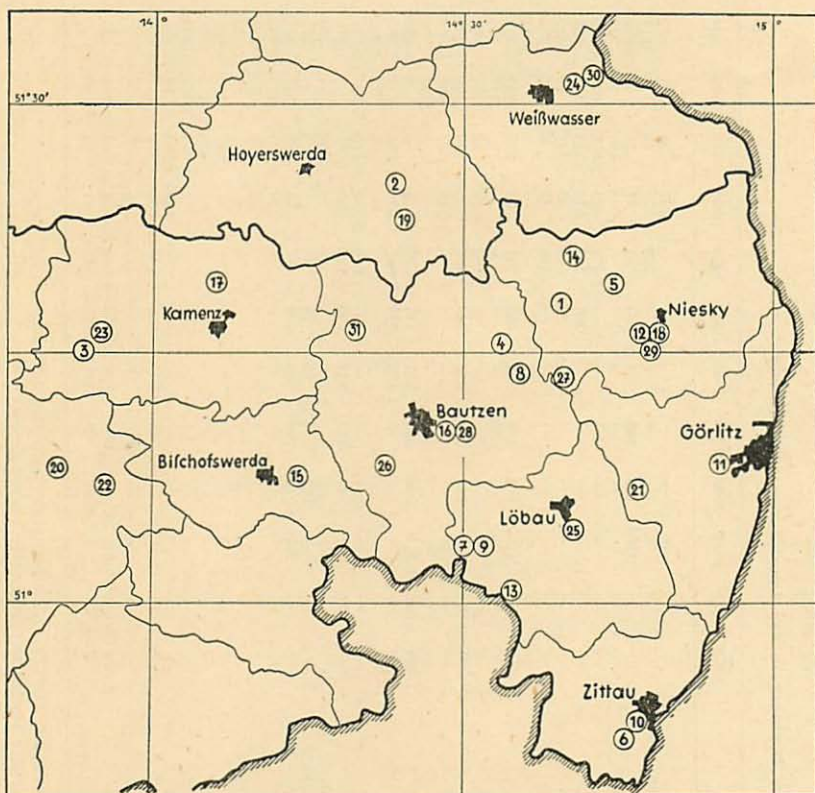 14° 14°30' 15°
51°30'
24 30
Weißwasser
Hoyerswerda
2
19
14
17
5
1
Kamenz
Niesky
23
31
12 18
3
4
29
8
27
Bautzen
16 28
Görlitz
20
Bischofswerda
26
11
22
15
21
Löbau
25
7 9
51°
13
Zittau
10
6